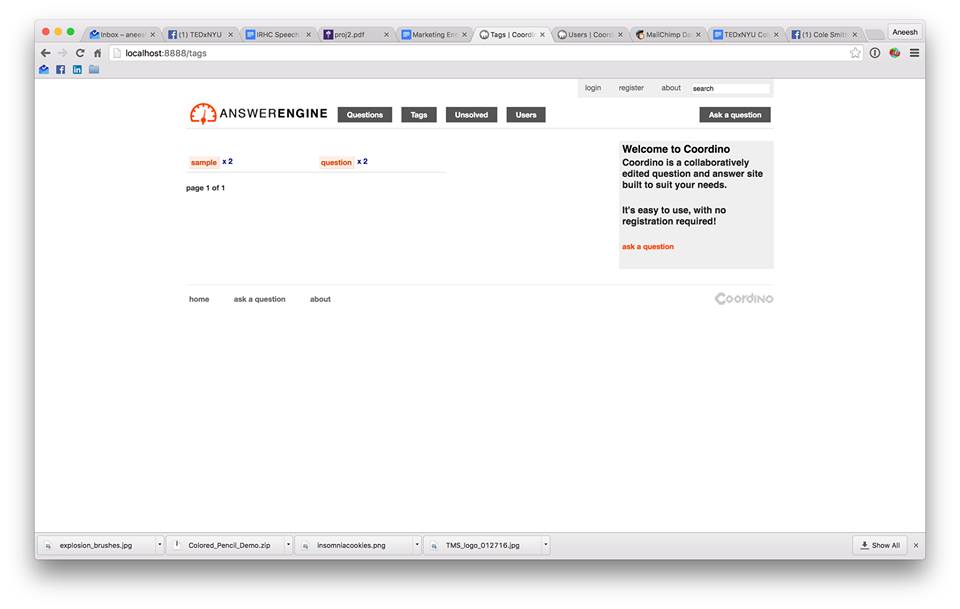 Inbox – anees
(1) TEDxNYU
IRHC Speech
proj2.pdf
Marketing En
Tags | Coordin
Users | Coord
MailChimp De
TEDxNYU Co
(1) Cole Smit
Aneesh
localhost:8888/tags
login register about search
ANSWERENGINE Questions Tags Unsolved Users Ask a question
sample x 2 question x 2
page 1 of 1
Welcome to Coordino
Coordino is a collaboratively
edited question and answer site
built to suit your needs.
It's easy to use, with no
registration required!
ask a question
home ask a question about Coordino
explosion_brushes.jpg Colored_Pencil_Demo.zip insomniacookies.png TMS_logo_012716.jpg Show All